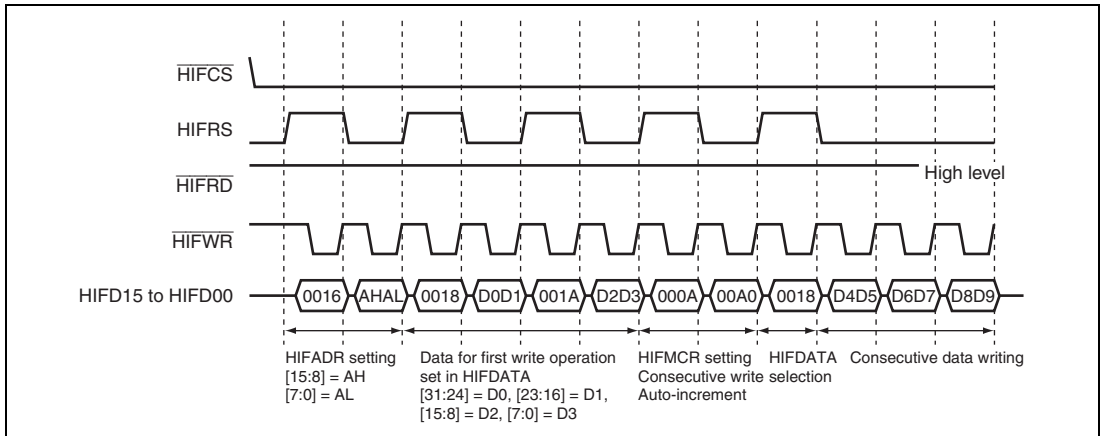 HIFCS
HIFRS
HIFRD
High level
HIFWR
HIFD15 to HIFD00
0016 AHAL 0018 D0D1 001A D2D3 000A 00A0 0018 D4D5 D6D7 D8D9
HIFADR setting
[15:8] = AH
[7:0] = AL
Data for first write operation
set in HIFDATA
[31:24] = D0, [23:16] = D1,
[15:8] = D2, [7:0] = D3
HIFMCR setting
Consecutive write selection
Auto-increment
HIFDATA
Consecutive data writing